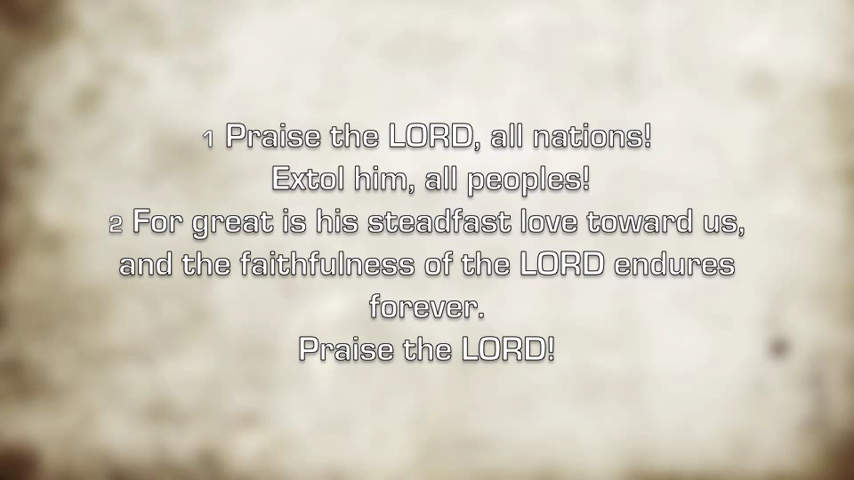 1 Praise the LORD, all nations!
Extol him, all peoples!
2 For great is his steadfast love toward us,
and the faithfulness of the LORD endures
forever.
Praise the LORD!